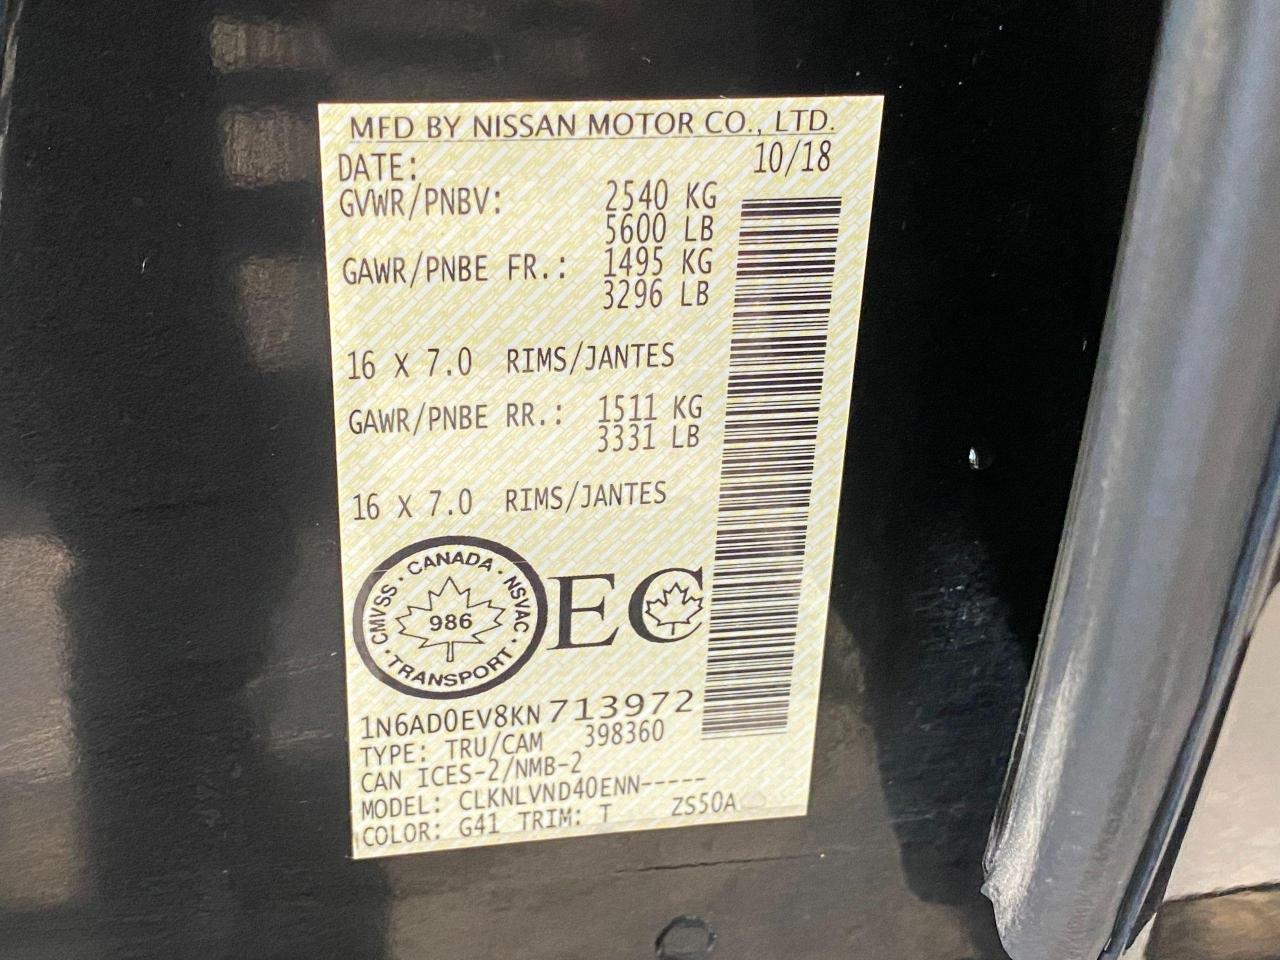 MFD BY NISSAN MOTOR CO., LTD.
DATE: 10/18
GVWR/PNBV: 2540 KG
5600 LB
GAWR/PNBE FR.: 1495 KG
3296 LB
16 X 7.0 RIMS/JANTES
GAWR/PNBE RR.: 1511 KG
3331 LB
16 X 7.0 RIMS/JANTES
CMVSS · CANADA · NSVAC · TRANSPORT ·
986
EC
1N6AD0EV8KN713972
TYPE: TRU/CAM 398360
CAN ICES-2/NMB-2
MODEL: CLKNLVND40ENN-----
COLOR: G41 TRIM: T ZS50A